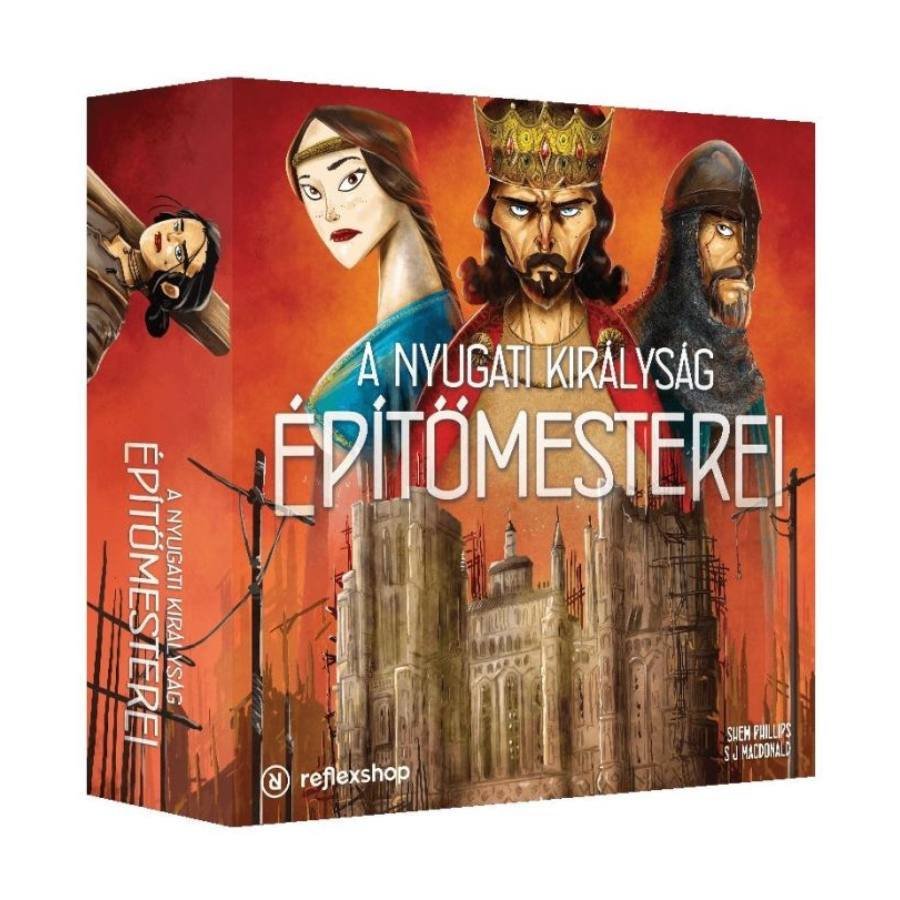 A NYUGATI KIRÁLYSÁG
ÉPÍTŐMESTEREI
SHEM PHILLIPS
S J MACDONALD
reflexshop
A NYUGATI KIRÁLYSÁG
ÉPÍTŐMESTEREI